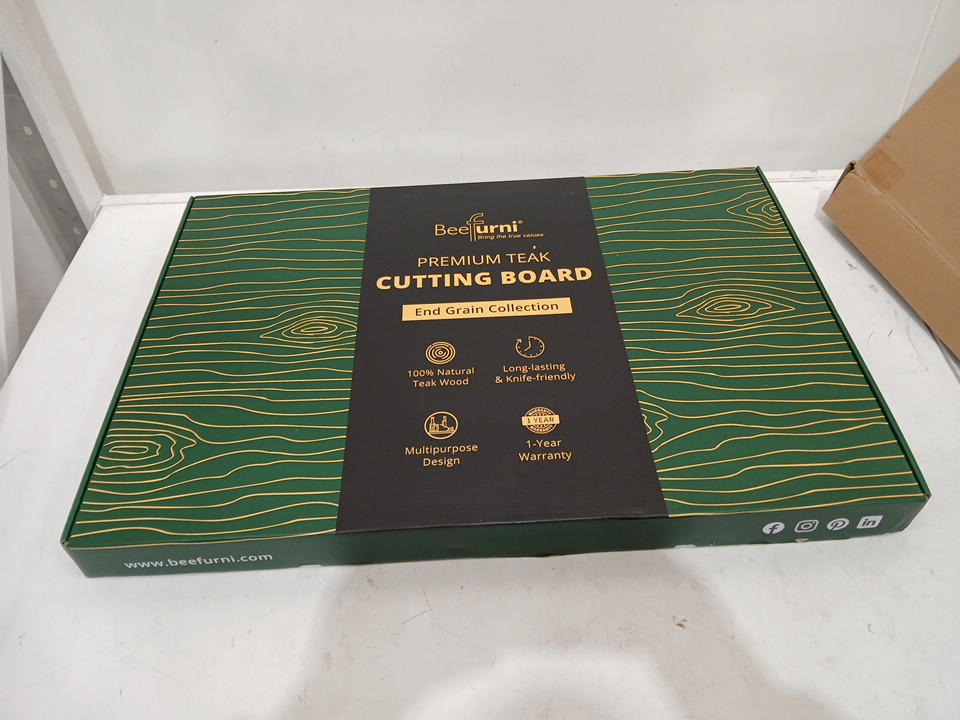 Beefurni®
Bring the true values
PREMIUM TEAK
CUTTING BOARD
End Grain Collection
100% Natural
Teak Wood
Long-lasting
& Knife-friendly
Multipurpose
Design
WARRANTY
1 YEAR
1-Year
Warranty
www.beefurni.com